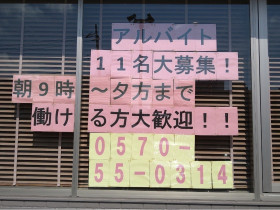 アルバイト
11名大募集！
朝9時～夕方まで
働ける方大歓迎！！
0570-
55-0314